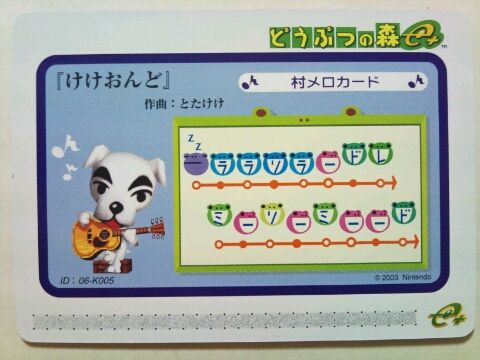 どうぶつの森e+™
『けけおんど』
♪ 村メロカード ♪
作曲：とたけけ
z z
ーララソラードレ
ミーソーミーード
ID：06-K005
© 2003 Nintendo
e+